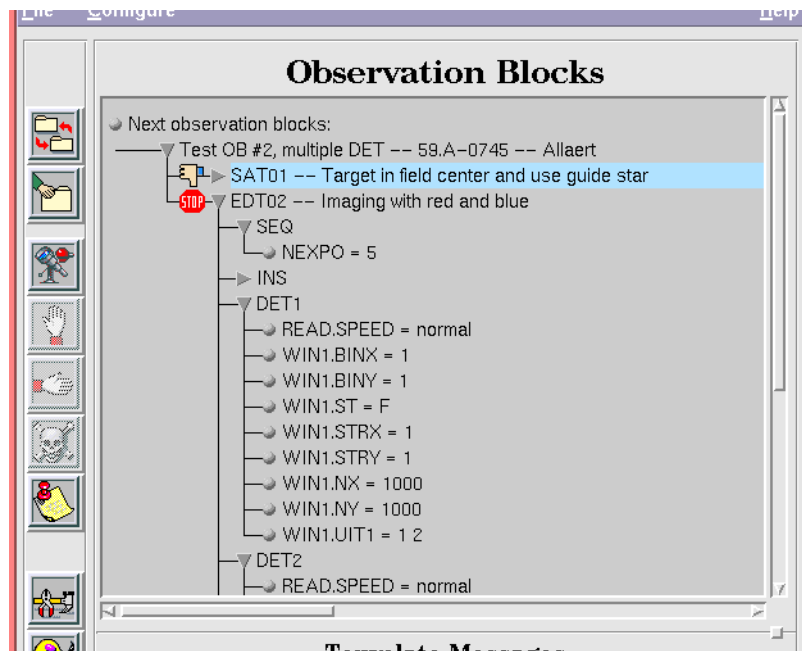 File Configure Help
Observation Blocks
Next observation blocks:
Test OB #2, multiple DET -- 59.A-0745 -- Allaert
SAT01 -- Target in field center and use guide star
STOP EDT02 -- Imaging with red and blue
SEQ
NEXPO = 5
INS
DET1
READ.SPEED = normal
WIN1.BINX = 1
WIN1.BINY = 1
WIN1.ST = F
WIN1.STRX = 1
WIN1.STRY = 1
WIN1.NX = 1000
WIN1.NY = 1000
WIN1.UIT1 = 1 2
DET2
READ.SPEED = normal
Template Messages